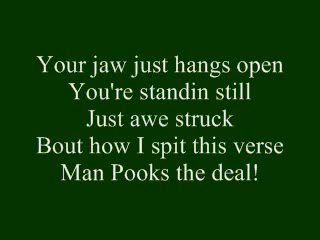 Your jaw just hangs open
You're standin still
Just awe struck
Bout how I spit this verse
Man Pooks the deal!